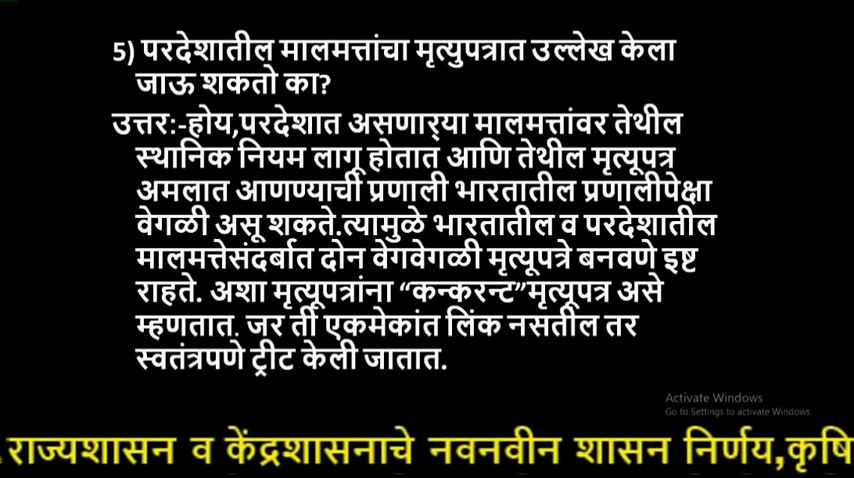 5) परदेशातील मालमत्तांचा मृत्युपत्रात उल्लेख केला
जाऊ शकतो का?
उत्तरः-होय,परदेशात असणाऱ्या मालमत्तांवर तेथील
स्थानिक नियम लागू होतात आणि तेथील मृत्यूपत्र
अमलात आणण्याची प्रणाली भारतातील प्रणालीपेक्षा
वेगळी असू शकते.त्यामुळे भारतातील व परदेशातील
मालमत्तेसंदर्बात दोन वेगवेगळी मृत्यूपत्रे बनवणे इष्ट
राहते. अशा मृत्यूपत्रांना “कन्करन्ट”मृत्यूपत्र असे
म्हणतात. जर ती एकमेकांत लिंक नसतील तर
स्वतंत्रपणे ट्रीट केली जातात.
Activate Windows
Go to Settings to activate Windows.
.राज्यशासन व केंद्रशासनाचे नवनवीन शासन निर्णय,कृषि